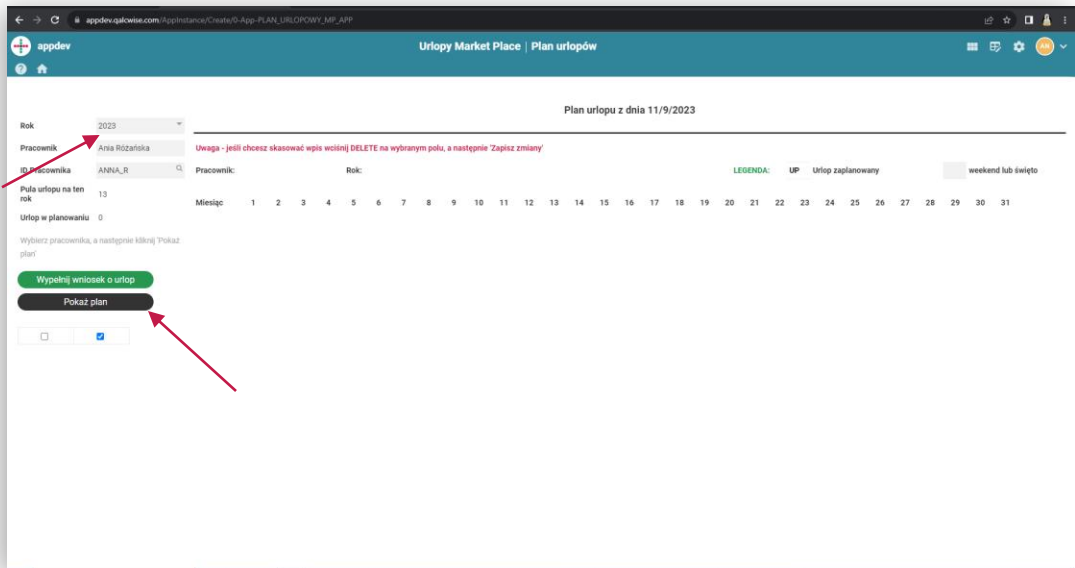 appdev.qalcwise.com/AppInstance/Create/0-App-PLAN_URLOPOWY_MP_APP
appdev
Urlopy Market Place | Plan urlopów
AN
Plan urlopu z dnia 11/9/2023
Rok 2023
Pracownik Ania Różańska
Uwaga - jeśli chcesz skasować wpis wciśnij DELETE na wybranym polu, a następnie 'Zapisz zmiany'
ID Pracownika ANNA_R
Pracownik: Rok: LEGENDA: UP Urlop zaplanowany weekend lub święto
Pula urlopu na ten rok 13
Miesiąc 1 2 3 4 5 6 7 8 9 10 11 12 13 14 15 16 17 18 19 20 21 22 23 24 25 26 27 28 29 30 31
Urlop w planowaniu 0
Wybierz pracownika, a następnie kliknij 'Pokaż
plan'
Wypełnij wniosek o urlop
Pokaż plan